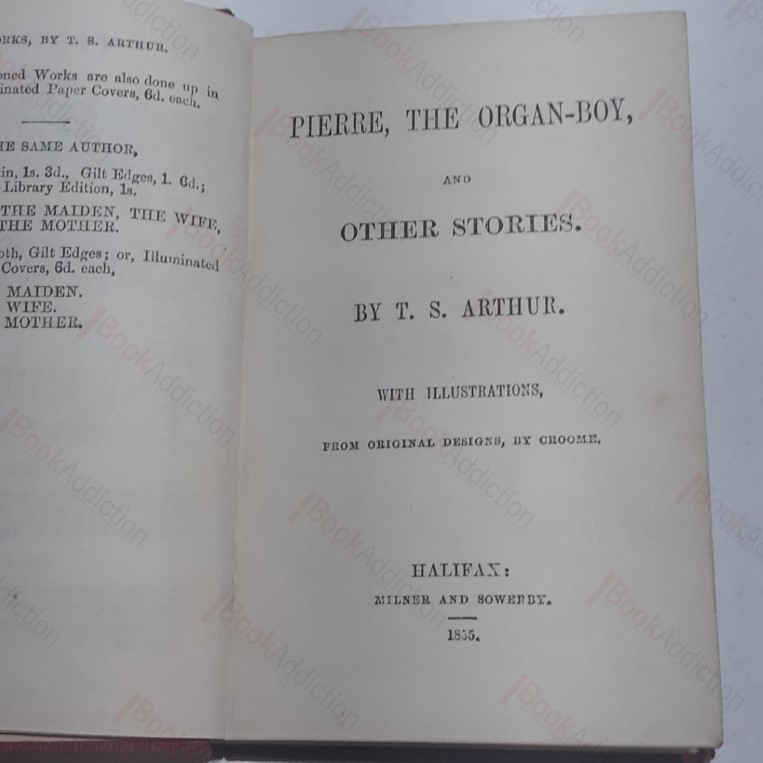 RKS, BY T. S. ARTHUR.
oned Works are also done up in
inated Paper Covers, 6d. each.
HE SAME AUTHOR,
in, 1s. 3d., Gilt Edges, 1. 6d.;
Library Edition, 1s.
THE MAIDEN, THE WIFE,
THE MOTHER.
oth, Gilt Edges; or, Illuminated
Covers, 6d. each,
MAIDEN.
WIFE.
MOTHER.
PIERRE, THE ORGAN-BOY,
AND
OTHER STORIES.
BY T. S. ARTHUR.
WITH ILLUSTRATIONS,
FROM ORIGINAL DESIGNS, BY CROOME.
HALIFAX:
MILNER AND SOWERBY.
1855.
BookAddiction